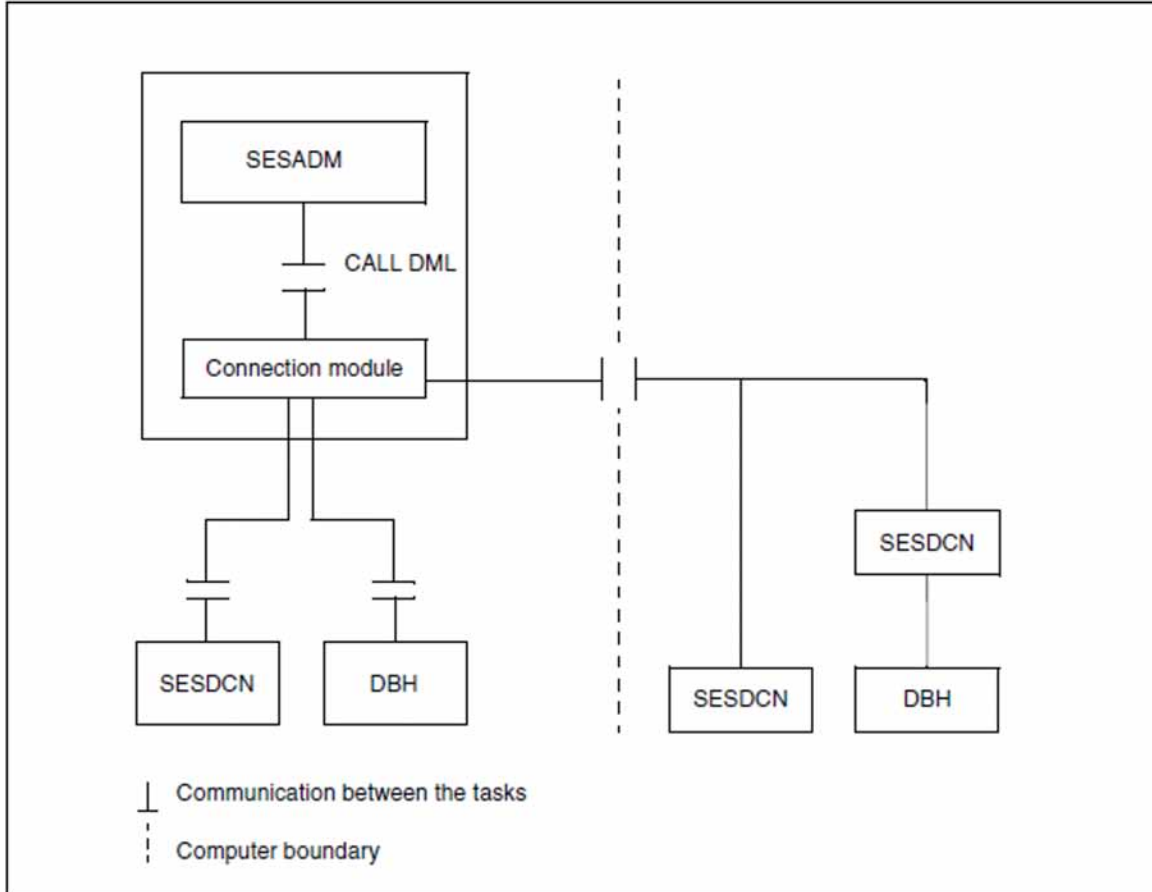 SESADM
CALL DML
Connection module
SESDCN
SESDCN
DBH
SESDCN
DBH
Communication between the tasks
Computer boundary